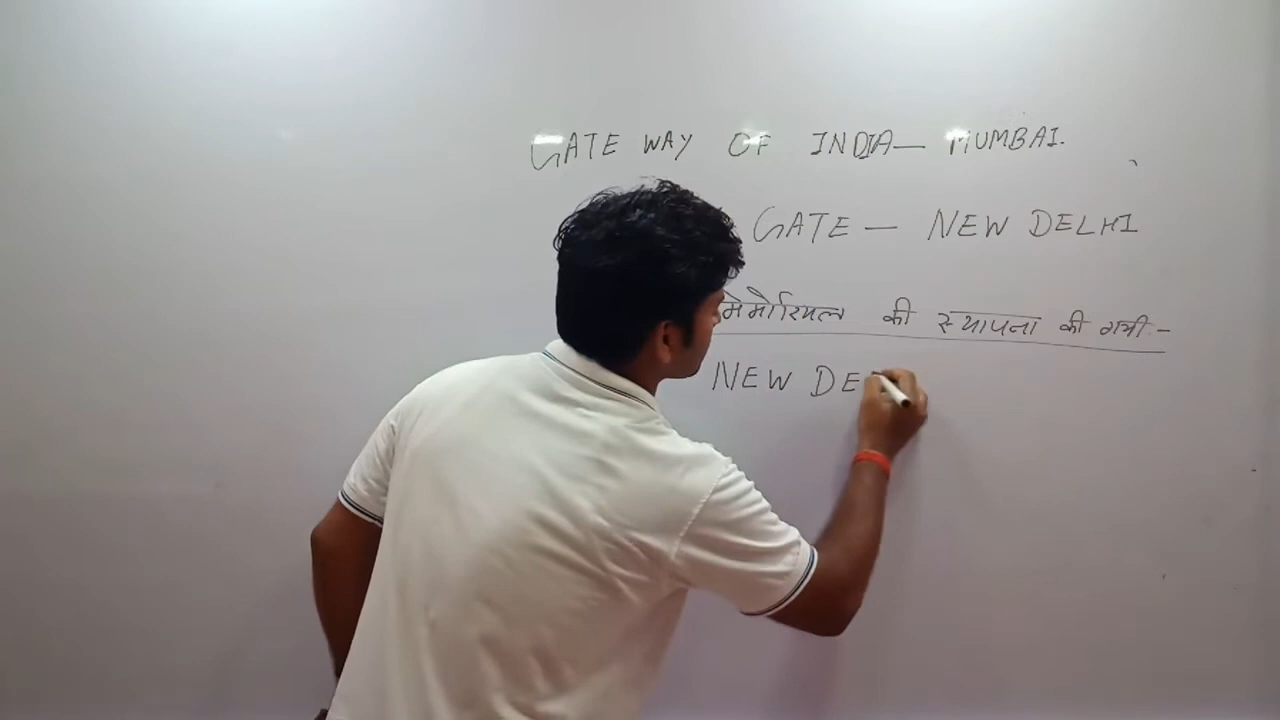 GATE WAY OF INDIA— MUMBAI.
GATE — NEW DELHI
मेमोरियल की स्थापना की गयी:-
NEW DE